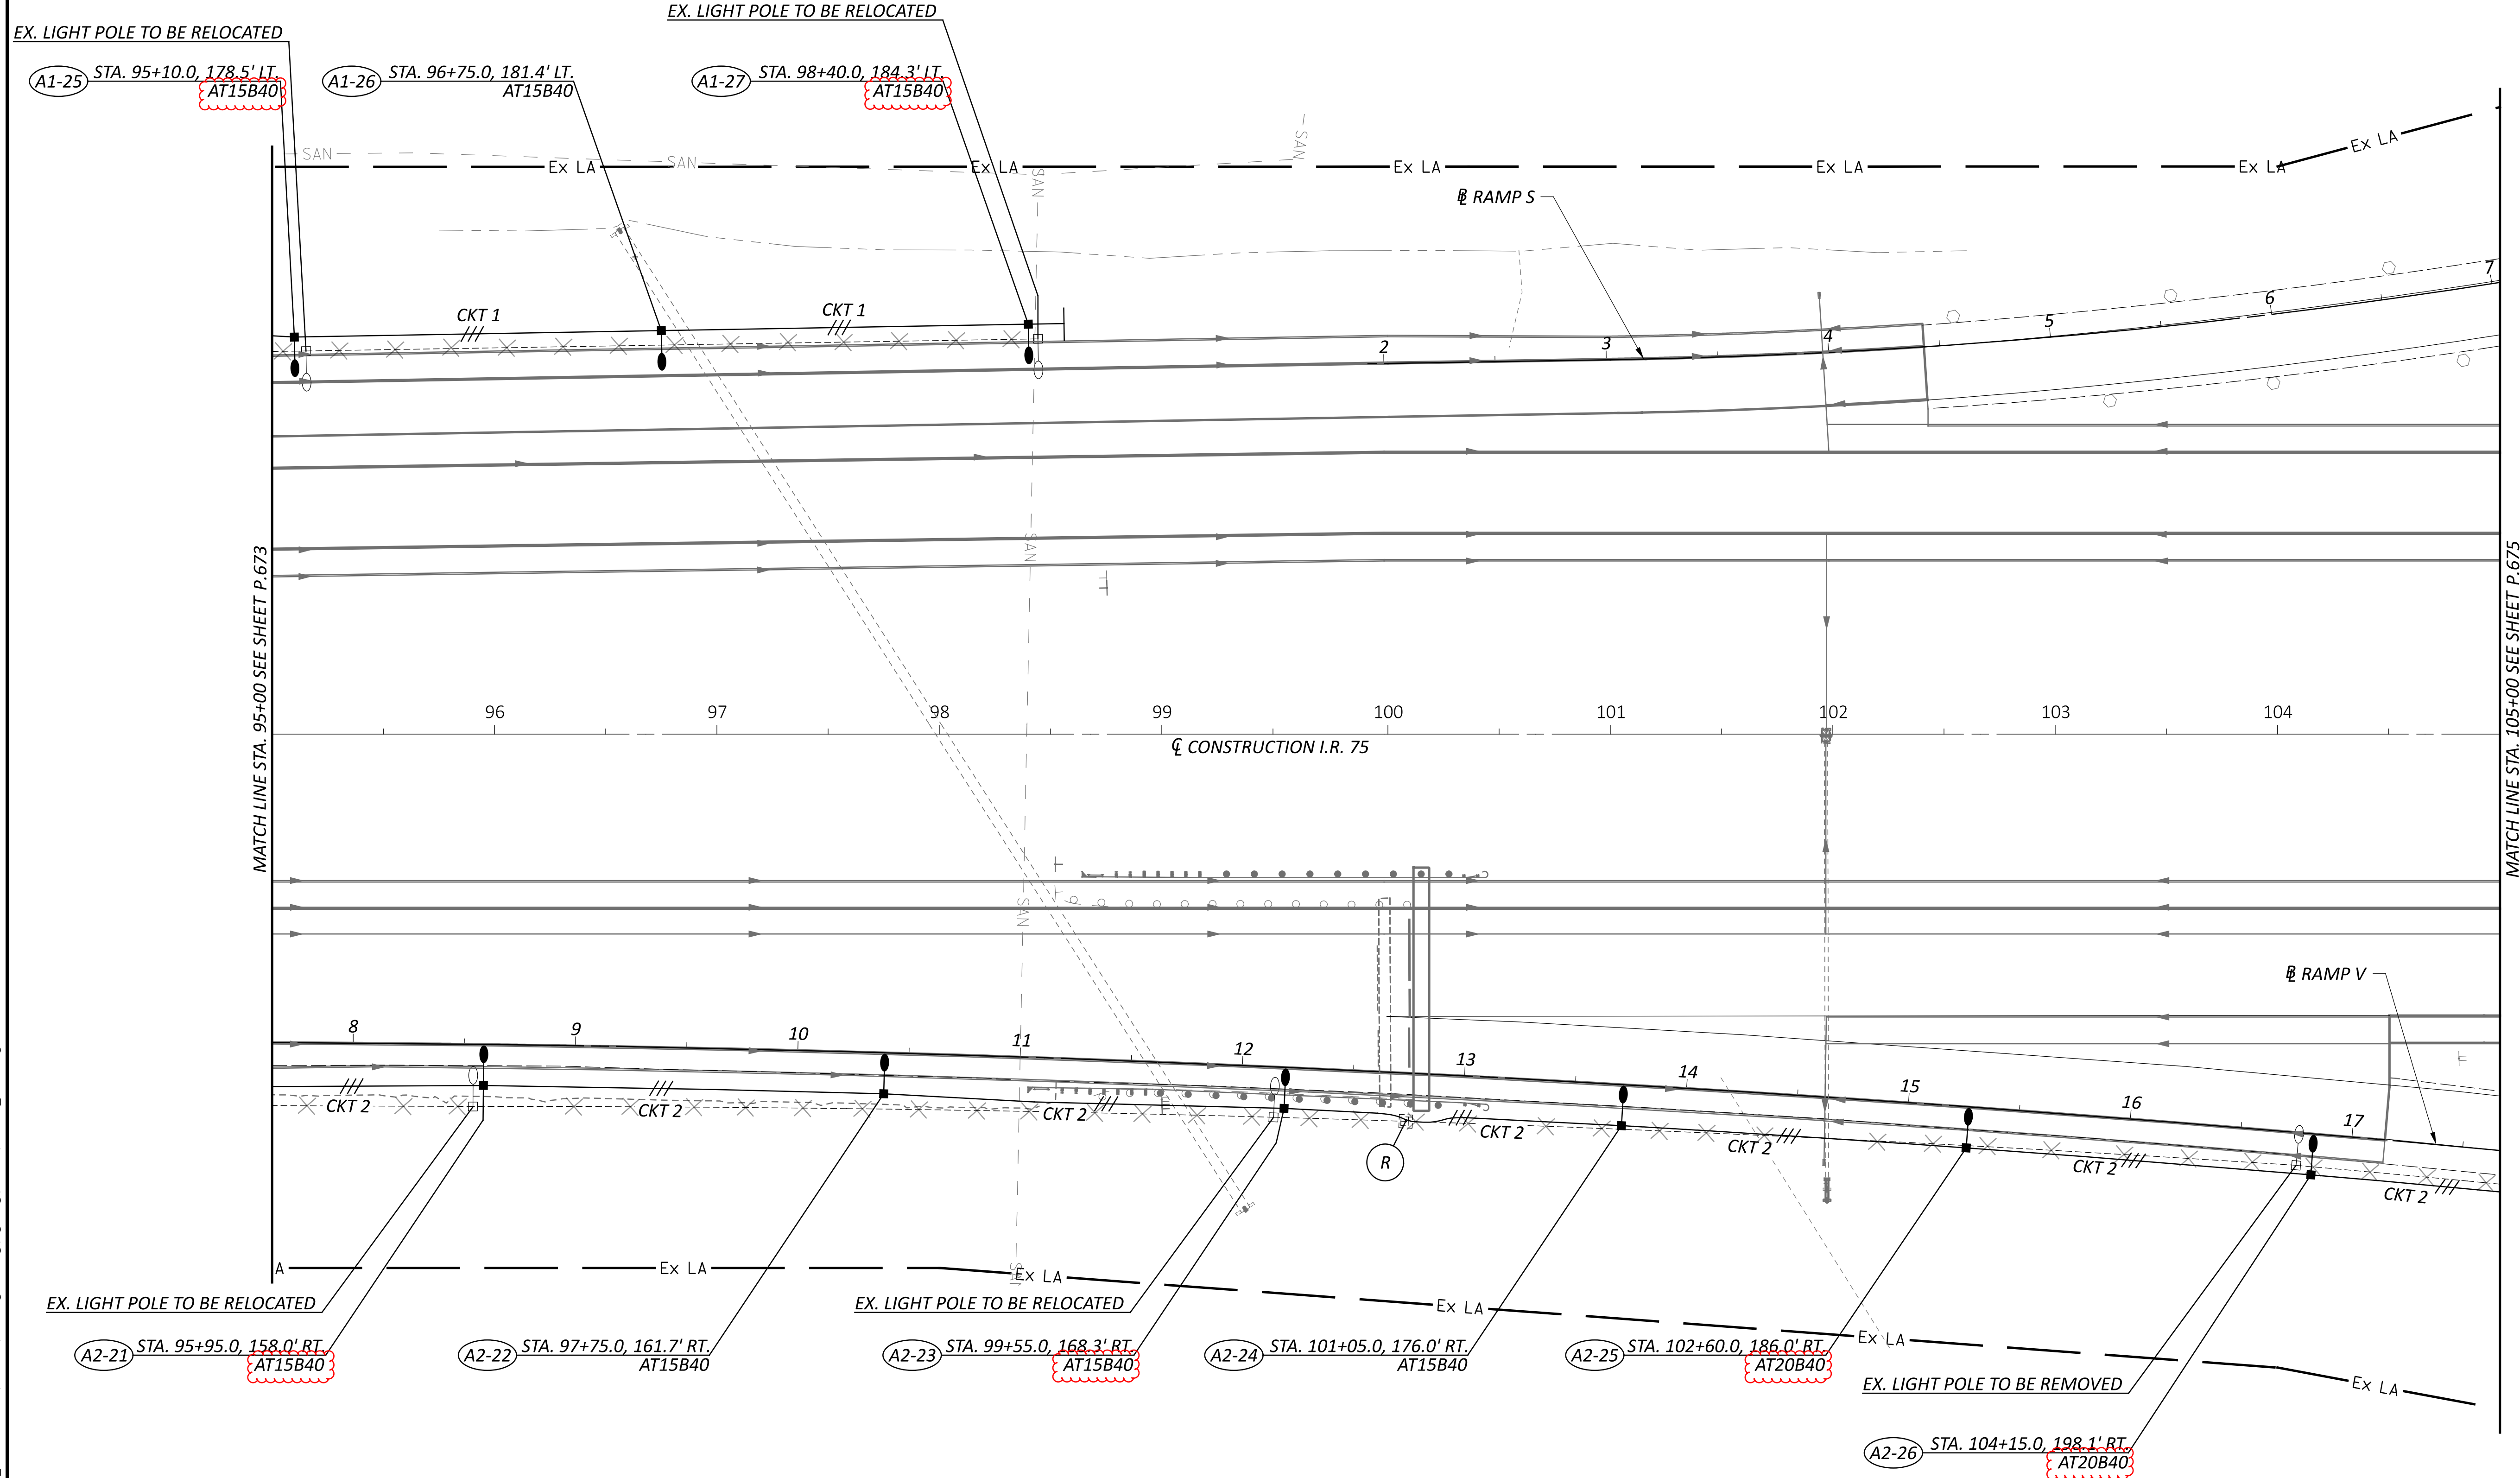 EX. LIGHT POLE TO BE RELOCATED
EX. LIGHT POLE TO BE RELOCATED
A1-25 STA. 95+10.0, 178.5' LT.
AT15B40
A1-26 STA. 96+75.0, 181.4' LT.
AT15B40
A1-27 STA. 98+40.0, 184.3' LT.
AT15B40
SAN
SAN
SAN
SAN
Ex LA
Ex LA
Ex LA
Ex LA
Ex LA
Ex LA
BL RAMP S
CKT 1
CKT 1
2
3
4
5
6
7
MATCH LINE STA. 95+00 SEE SHEET P.673
MATCH LINE STA. 105+00 SEE SHEET P.675
SAN
96
97
98
99
100
101
102
103
104
CL CONSTRUCTION I.R. 75
SAN
BL RAMP V
8
9
10
11
12
13
14
15
16
17
CKT 2
CKT 2
CKT 2
CKT 2
CKT 2
CKT 2
CKT 2
R
A
Ex LA
SAN
Ex LA
Ex LA
Ex LA
Ex LA
EX. LIGHT POLE TO BE RELOCATED
EX. LIGHT POLE TO BE RELOCATED
A2-21 STA. 95+95.0, 158.0' RT.
AT15B40
A2-22 STA. 97+75.0, 161.7' RT.
AT15B40
A2-23 STA. 99+55.0, 168.3' RT.
AT15B40
A2-24 STA. 101+05.0, 176.0' RT.
AT15B40
A2-25 STA. 102+60.0, 186.0' RT.
AT20B40
EX. LIGHT POLE TO BE REMOVED
A2-26 STA. 104+15.0, 198.1' RT.
AT20B40